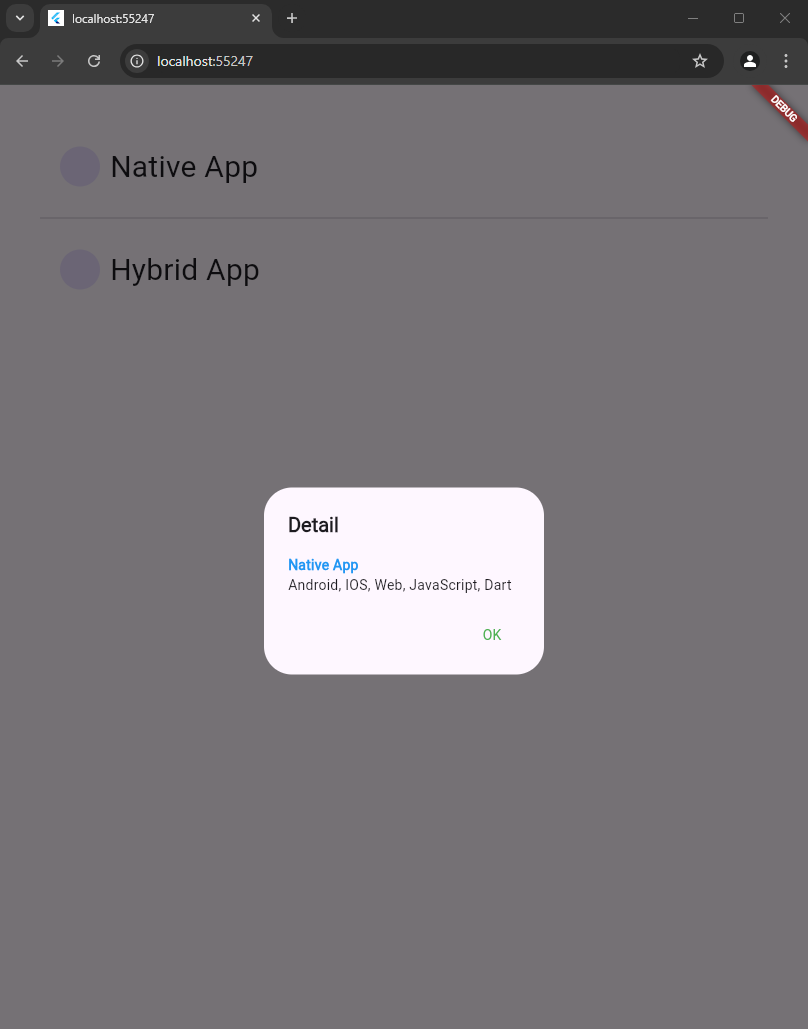 localhost:55247
localhost:55247
DEBUG
Native App
Hybrid App
Detail
Native App
Android, IOS, Web, JavaScript, Dart
OK